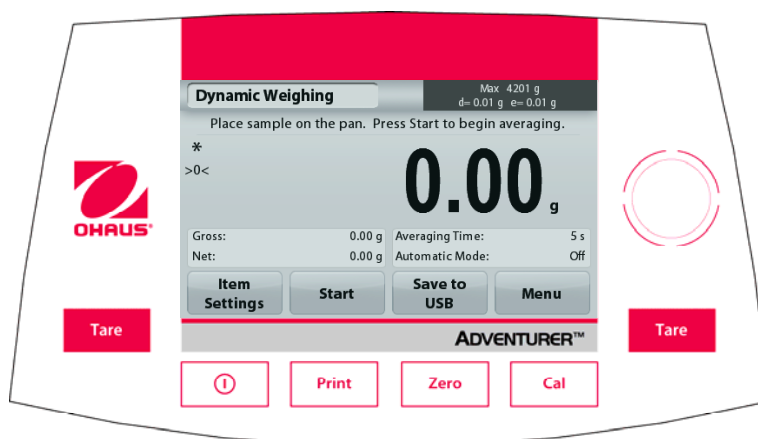 Dynamic Weighing
Max 4201 g
d= 0.01 g e= 0.01 g
Place sample on the pan. Press Start to begin averaging.
*
>0<
0.00 g
Gross: 0.00 g Averaging Time: 5 s
Net: 0.00 g Automatic Mode: Off
Item Settings
Start
Save to USB
Menu
OHAUS
Tare
ADVENTURER™
Tare
Print
Zero
Cal